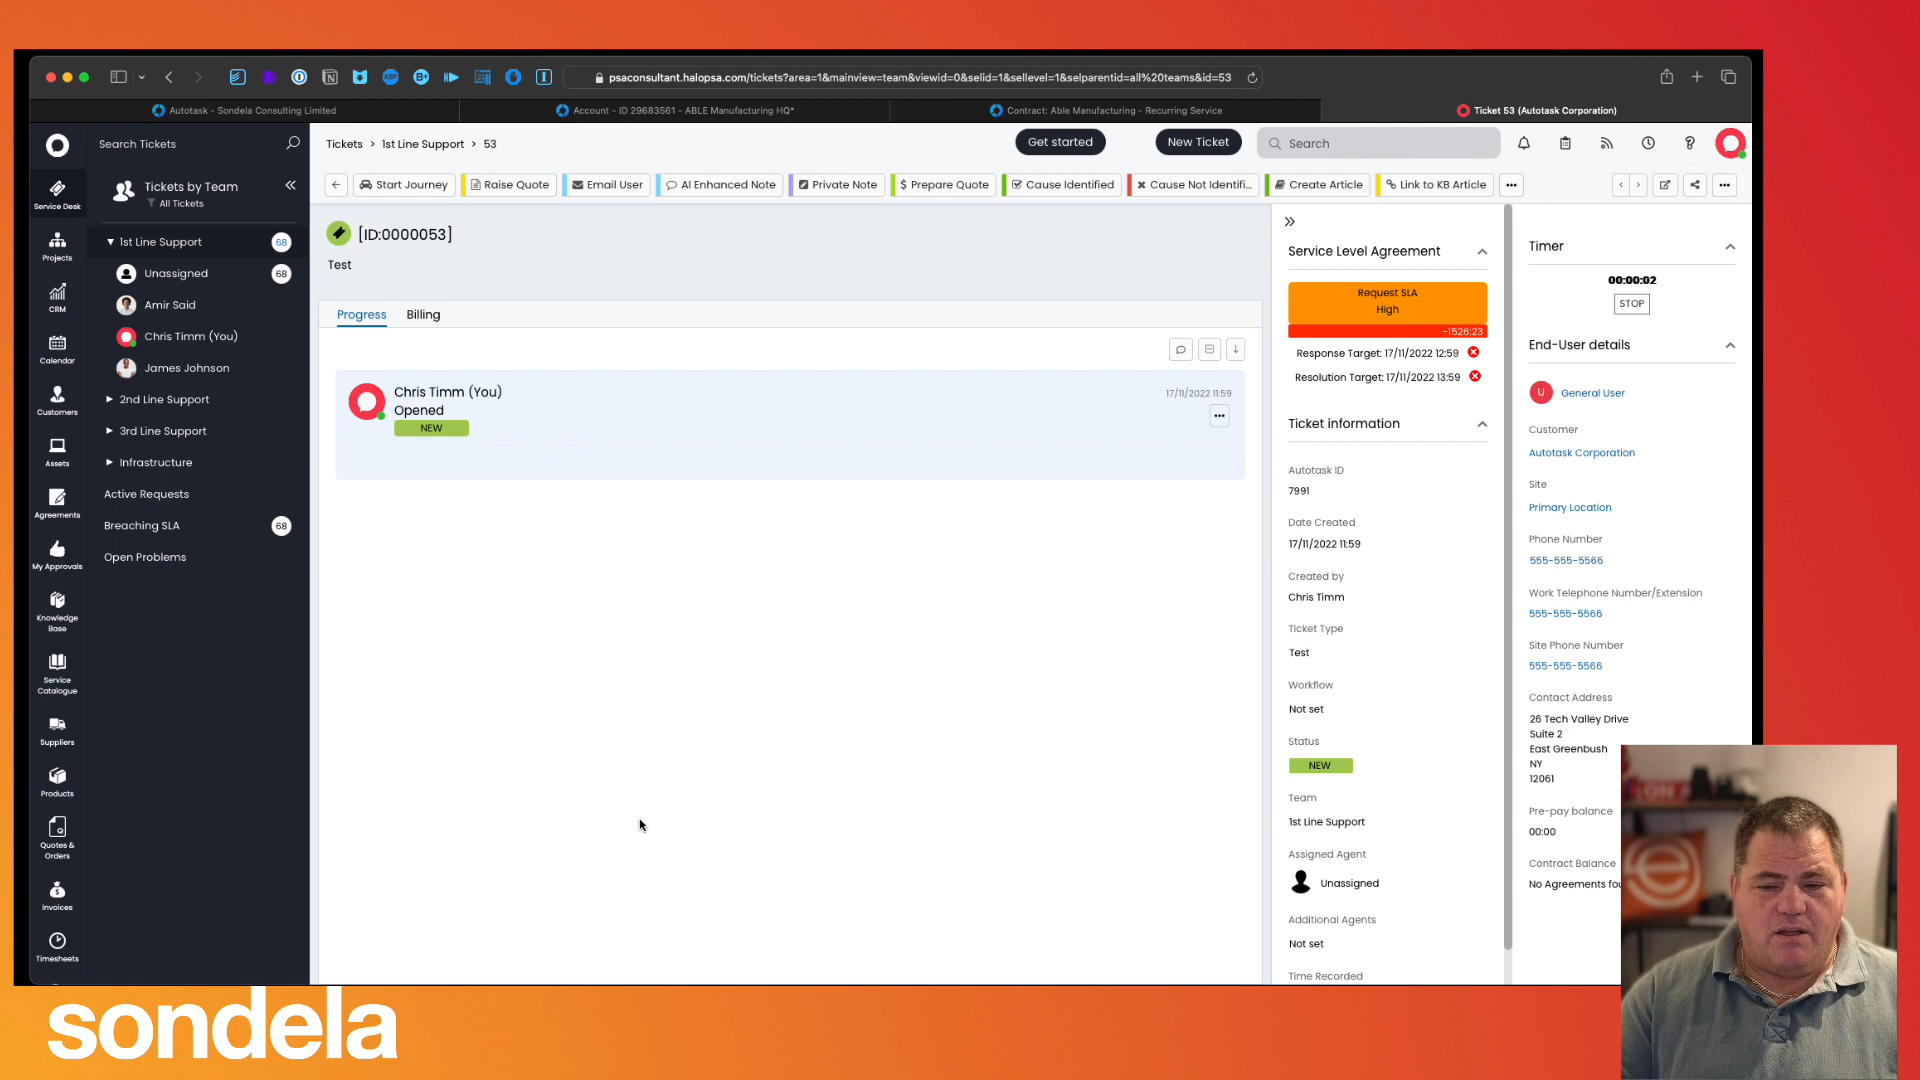 psaconsultant.halopsa.com/tickets?area=1&mainview=team&viewid=0&selid=1&sellevel=1&selparentid=all%20teams&id=53
Autotask - Sondela Consulting Limited
Account - ID 29683561 - ABLE Manufacturing HQ*
Contract: Able Manufacturing - Recurring Service
Ticket 53 (Autotask Corporation)
Search Tickets
Tickets > 1st Line Support > 53
Get started
New Ticket
Search
Service Desk
Projects
CRM
Calendar
Customers
Assets
Agreements
My Approvals
Knowledge
Base
Service
Catalogue
Suppliers
Products
Quotes &
Orders
Invoices
Timesheets
Tickets by Team
All Tickets
1st Line Support 68
Unassigned 68
Amir Said
Chris Timm (You)
James Johnson
2nd Line Support
3rd Line Support
Infrastructure
Active Requests
Breaching SLA 68
Open Problems
Start Journey
Raise Quote
Email User
AI Enhanced Note
Private Note
$ Prepare Quote
Cause Identified
Cause Not Identifi...
Create Article
Link to KB Article
[ID:0000053]
Test
Progress
Billing
Chris Timm (You)
Opened
NEW
17/11/2022 11:59
Service Level Agreement
Request SLA
High
-1526:23
Response Target: 17/11/2022 12:59
Resolution Target: 17/11/2022 13:59
Ticket information
Autotask ID
7991
Date Created
17/11/2022 11:59
Created by
Chris Timm
Ticket Type
Test
Workflow
Not set
Status
NEW
Team
1st Line Support
Assigned Agent
Unassigned
Additional Agents
Not set
Time Recorded
Timer
00:00:02
STOP
End-User details
U General User
Customer
Autotask Corporation
Site
Primary Location
Phone Number
555-555-5566
Work Telephone Number/Extension
555-555-5566
Site Phone Number
555-555-5566
Contact Address
26 Tech Valley Drive
Suite 2
East Greenbush
NY
12061
Pre-pay balance
00:00
Contract Balance
No Agreements fou
sondela